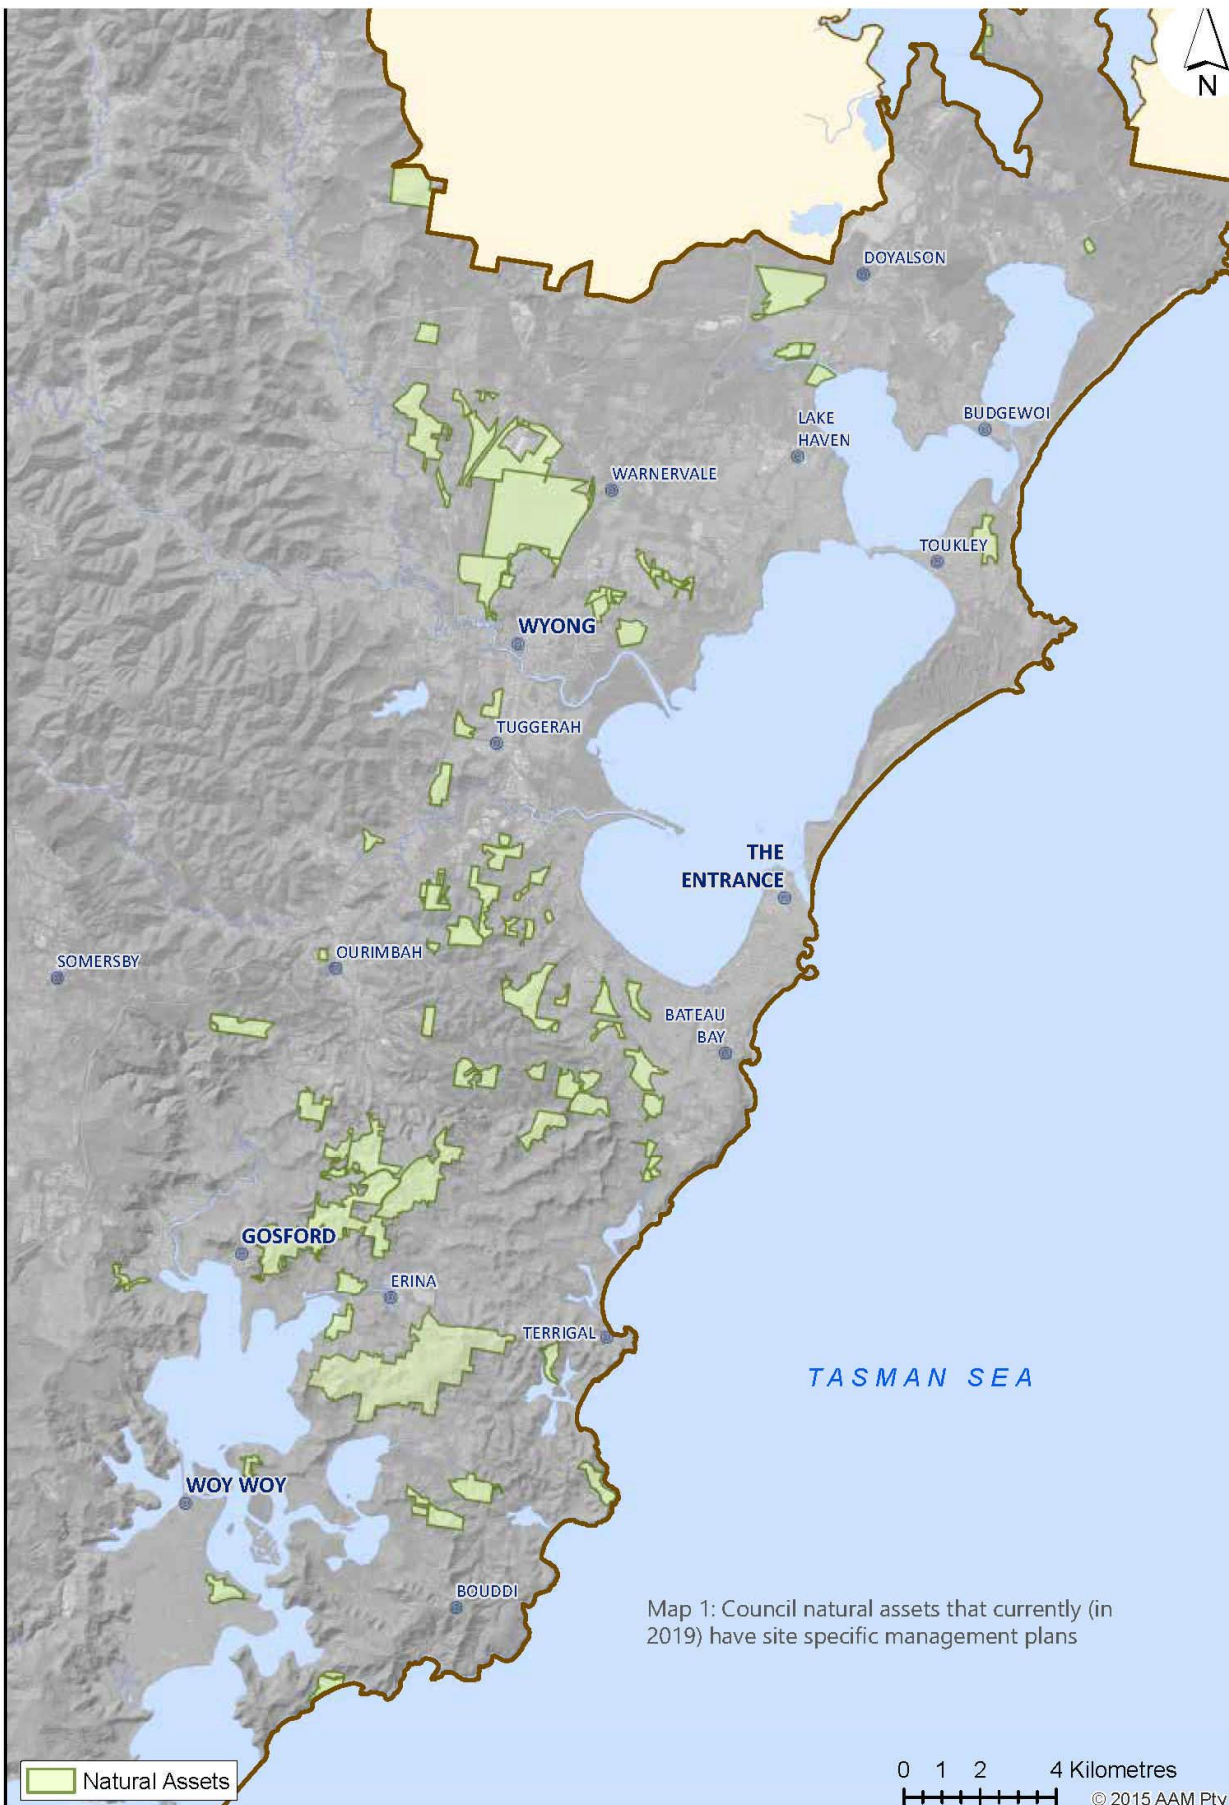 N
DOYALSON
LAKE
HAVEN
BUDGEWOI
WARNERVALE
TOUKLEY
WYONG
TUGGERAH
THE
ENTRANCE
SOMERSBY
OURIMBAH
BATEAU
BAY
GOSFORD
ERINA
TERRIGAL
TASMAN SEA
WOY WOY
BOUDDI
Map 1: Council natural assets that currently (in
2019) have site specific management plans
Natural Assets
0 1 2 4 Kilometres
© 2015 AAM Pty